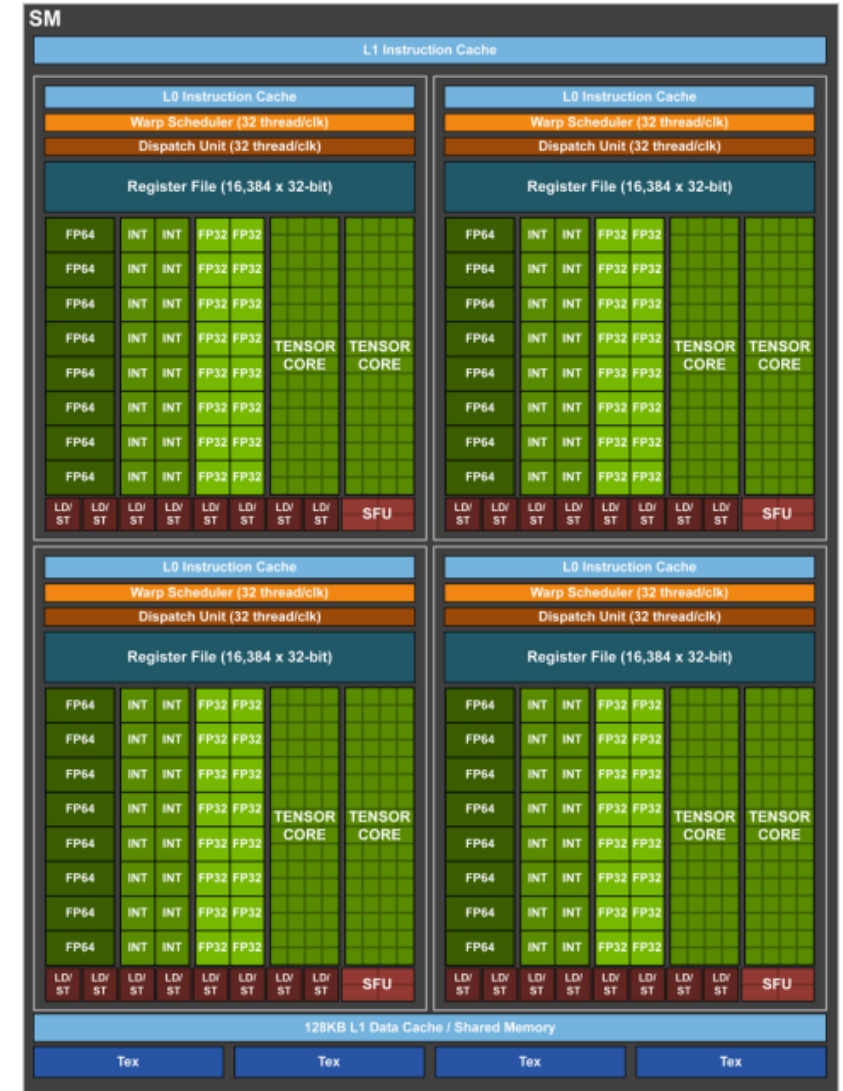 SM
L1 Instruction Cache
L0 Instruction Cache
Warp Scheduler (32 thread/clk)
Dispatch Unit (32 thread/clk)
Register File (16,384 x 32-bit)
FP64 INT INT FP32 FP32
FP64 INT INT FP32 FP32
FP64 INT INT FP32 FP32
FP64 INT INT FP32 FP32
FP64 INT INT FP32 FP32
FP64 INT INT FP32 FP32
FP64 INT INT FP32 FP32
FP64 INT INT FP32 FP32
TENSOR TENSOR
CORE CORE
LD/ LD/ LD/ LD/ LD/ LD/ LD/ LD/
ST ST ST ST ST ST ST ST
SFU
L0 Instruction Cache
Warp Scheduler (32 thread/clk)
Dispatch Unit (32 thread/clk)
Register File (16,384 x 32-bit)
FP64 INT INT FP32 FP32
FP64 INT INT FP32 FP32
FP64 INT INT FP32 FP32
FP64 INT INT FP32 FP32
FP64 INT INT FP32 FP32
FP64 INT INT FP32 FP32
FP64 INT INT FP32 FP32
FP64 INT INT FP32 FP32
TENSOR TENSOR
CORE CORE
LD/ LD/ LD/ LD/ LD/ LD/ LD/ LD/
ST ST ST ST ST ST ST ST
SFU
L0 Instruction Cache
Warp Scheduler (32 thread/clk)
Dispatch Unit (32 thread/clk)
Register File (16,384 x 32-bit)
FP64 INT INT FP32 FP32
FP64 INT INT FP32 FP32
FP64 INT INT FP32 FP32
FP64 INT INT FP32 FP32
FP64 INT INT FP32 FP32
FP64 INT INT FP32 FP32
FP64 INT INT FP32 FP32
FP64 INT INT FP32 FP32
TENSOR TENSOR
CORE CORE
LD/ LD/ LD/ LD/ LD/ LD/ LD/ LD/
ST ST ST ST ST ST ST ST
SFU
L0 Instruction Cache
Warp Scheduler (32 thread/clk)
Dispatch Unit (32 thread/clk)
Register File (16,384 x 32-bit)
FP64 INT INT FP32 FP32
FP64 INT INT FP32 FP32
FP64 INT INT FP32 FP32
FP64 INT INT FP32 FP32
FP64 INT INT FP32 FP32
FP64 INT INT FP32 FP32
FP64 INT INT FP32 FP32
FP64 INT INT FP32 FP32
TENSOR TENSOR
CORE CORE
LD/ LD/ LD/ LD/ LD/ LD/ LD/ LD/
ST ST ST ST ST ST ST ST
SFU
128KB L1 Data Cache / Shared Memory
Tex Tex Tex Tex